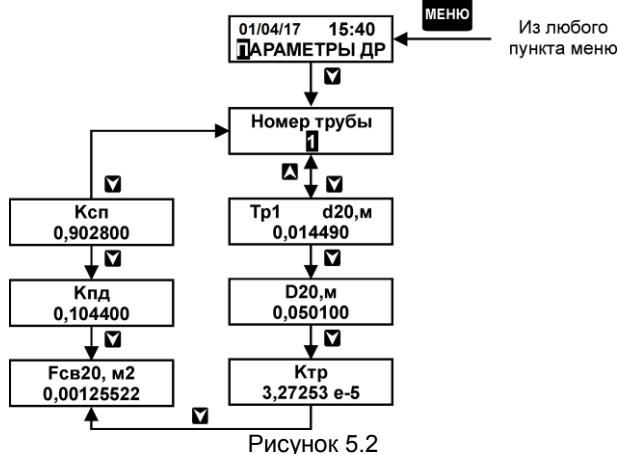 МЕНЮ
01/04/17 15:40
ПАРАМЕТРЫ ДР
Из любого
пункта меню
Номер трубы
1
Ксп
0,902800
Тр1 d20,м
0,014490
Кпд
0,104400
D20,м
0,050100
Fсв20, м2
0,00125522
Ктр
3,27253 е-5
Рисунок 5.2